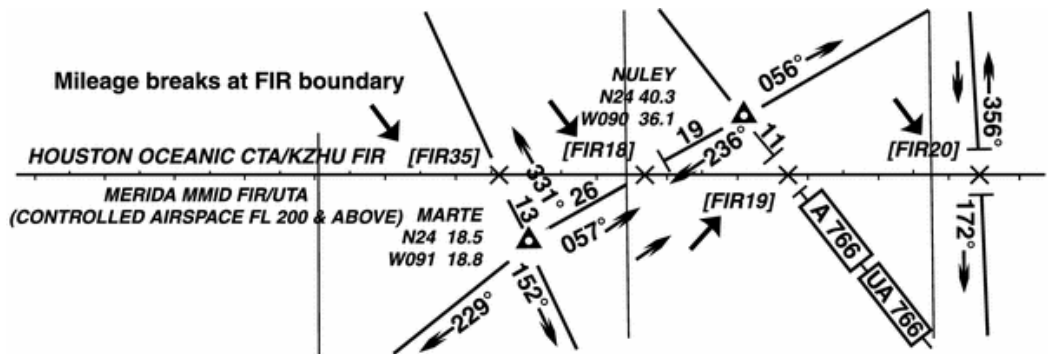 Mileage breaks at FIR boundary
NULEY
N24 40.3
W090 36.1
056°
356°
19
236°
11
HOUSTON OCEANIC CTA/KZHU FIR
[FIR35]
[FIR18]
[FIR20]
331°
26
[FIR19]
MERIDA MMID FIR/UTA
(CONTROLLED AIRSPACE FL 200 & ABOVE)
MARTE
N24 18.5
W091 18.8
13
057°
172°
A 766
UA 766
229°
152°